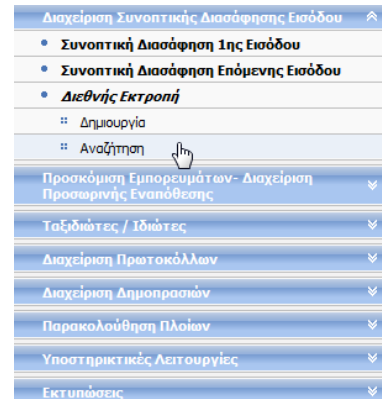 Διαχείριση Συνοπτικής Διασάφησης Εισόδου
Συνοπτική Διασάφηση 1ης Εισόδου
Συνοπτική Διασάφηση Επόμενης Εισόδου
Διεθνής Εκτροπή
Δημιουργία
Αναζήτηση
Προσκόμιση Εμπορευμάτων- Διαχείριση
Προσωρινής Εναπόθεσης
Ταξιδιώτες / Ιδιώτες
Διαχείριση Πρωτοκόλλων
Διαχείριση Δημοπρασιών
Παρακολούθηση Πλοίων
Υποστηρικτικές Λειτουργίες
Εκτυπώσεις